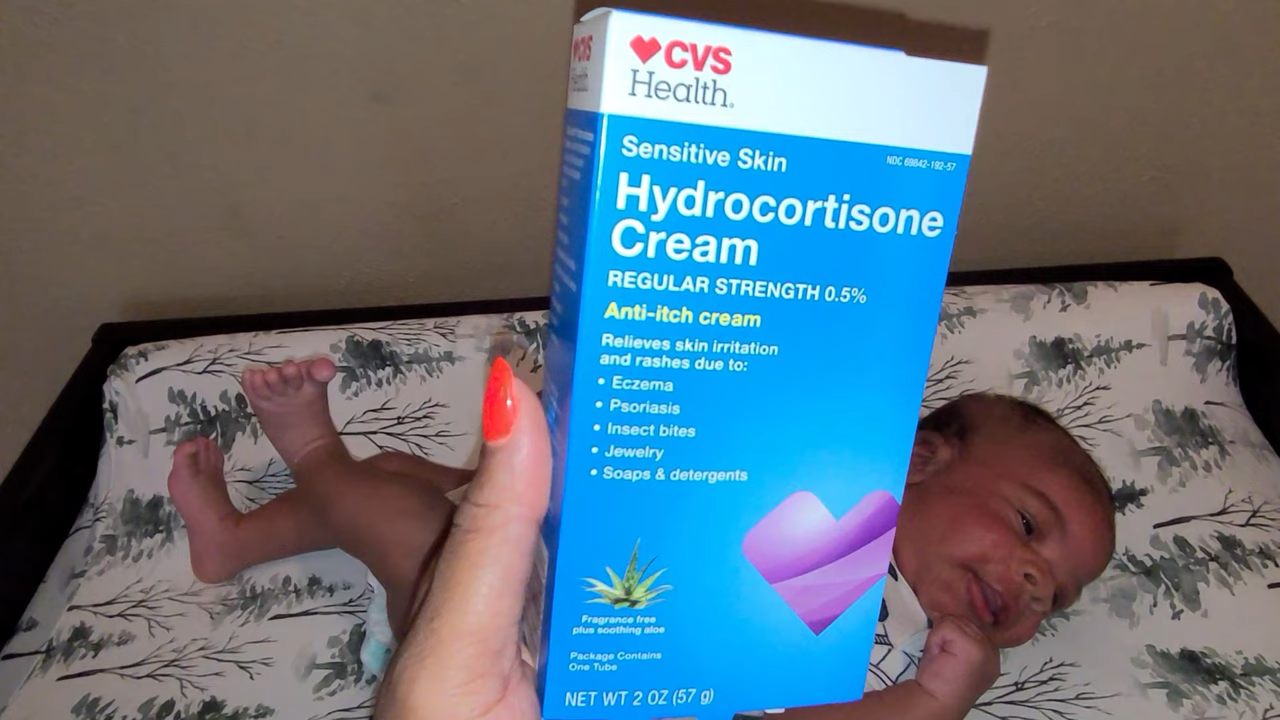 CVS
Health.
Sensitive Skin
NDC 69842-192-57
Hydrocortisone
Cream
REGULAR STRENGTH 0.5%
Anti-itch cream
Relieves skin irritation
and rashes due to:
• Eczema
• Psoriasis
• Insect bites
• Jewelry
• Soaps & detergents
Fragrance free
plus soothing aloe
Package Contains
One Tube
NET WT 2 OZ (57 g)
CVS
Health